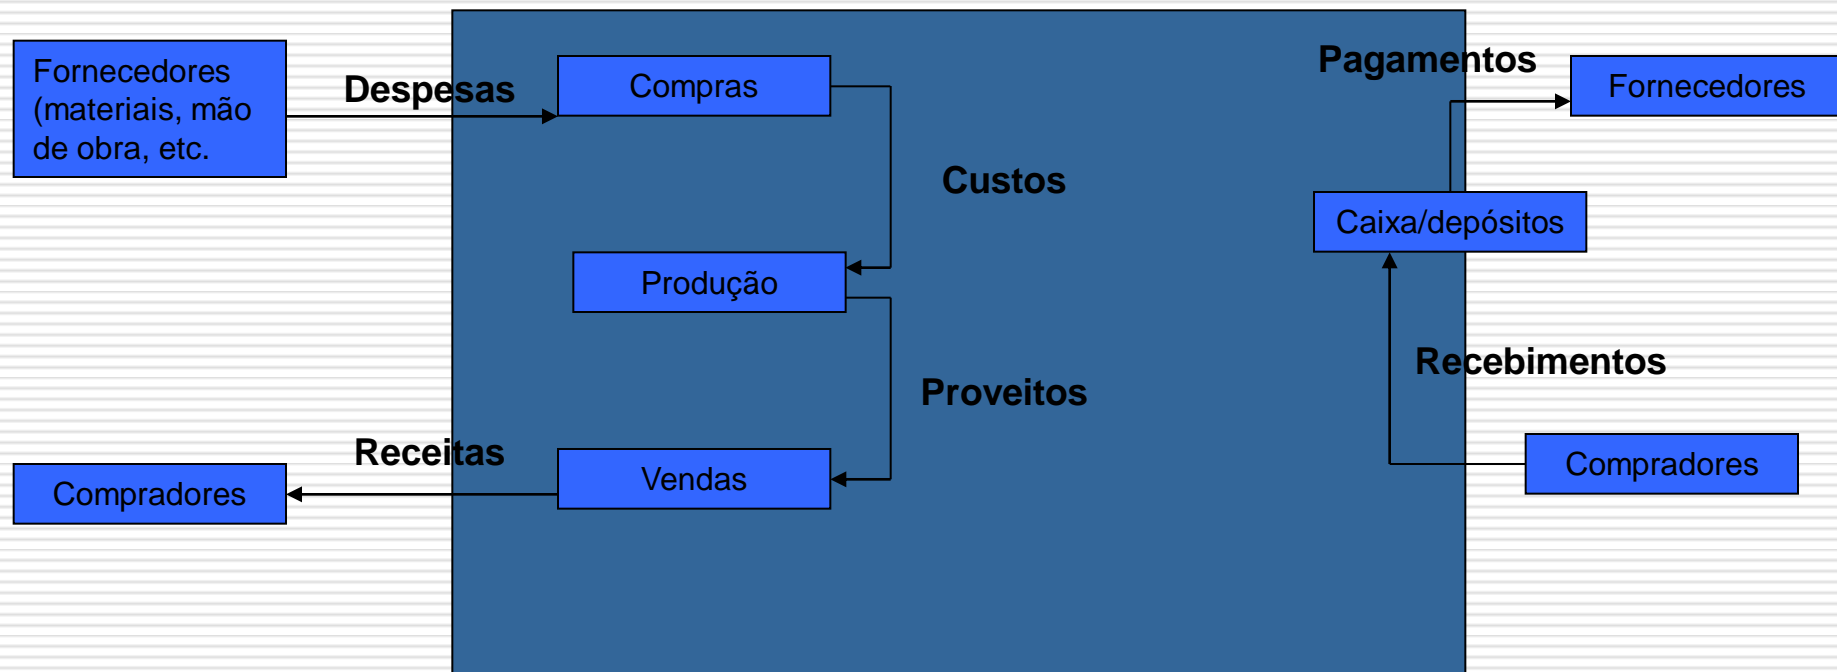 Fornecedores
(materiais, mão
de obra, etc.
Despesas
Compras
Custos
Produção
Proveitos
Receitas
Vendas
Compradores
Pagamentos
Fornecedores
Caixa/depósitos
Recebimentos
Compradores